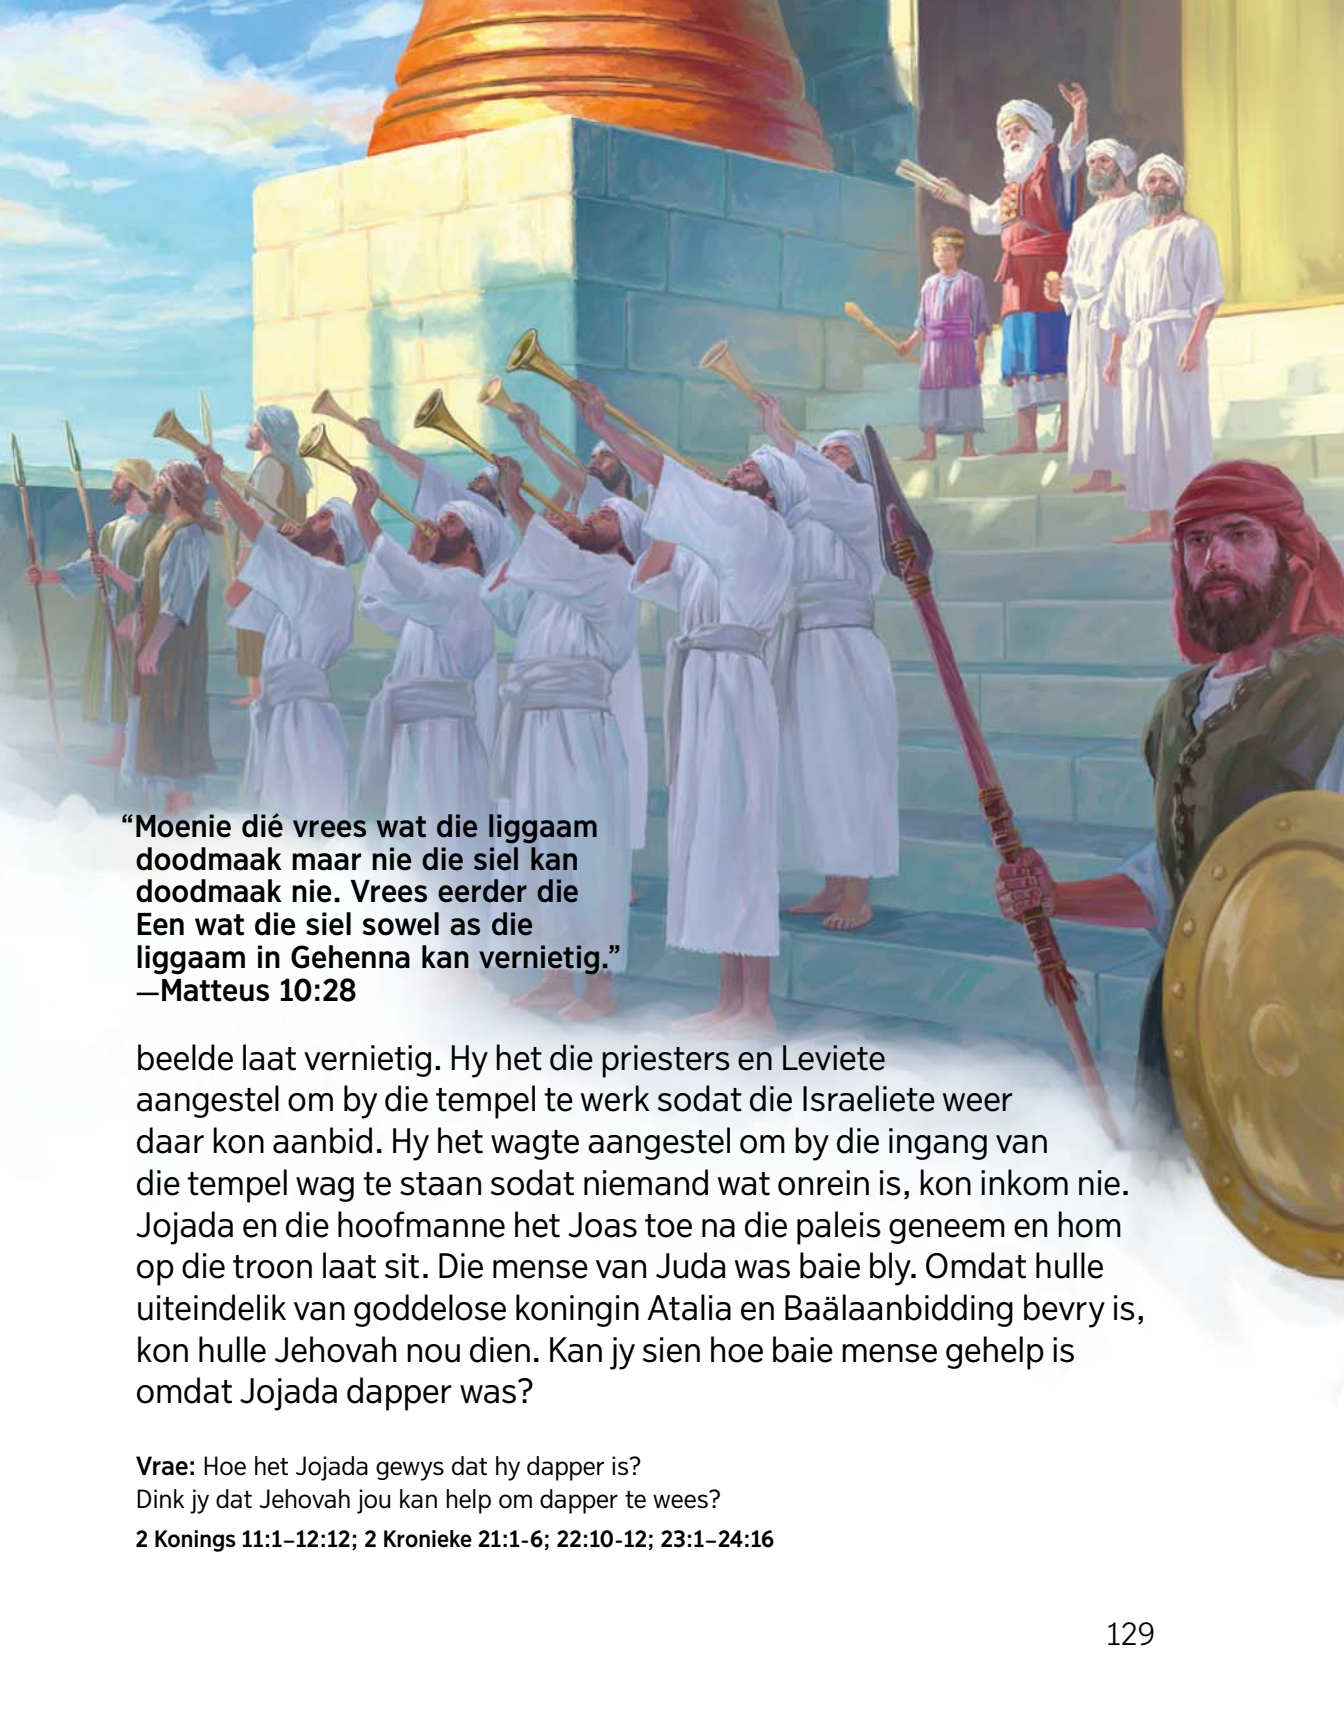 “Moenie dié vrees wat die liggaam
doodmaak maar nie die siel kan
doodmaak nie. Vrees eerder die
Een wat die siel sowel as die
liggaam in Gehenna kan vernietig.”
—Matteus 10:28
beelde laat vernietig. Hy het die priesters en Leviete
aangestel om by die tempel te werk sodat die Israeliete weer
daar kon aanbid. Hy het wagte aangestel om by die ingang van
die tempel wag te staan sodat niemand wat onrein is, kon inkom nie.
Jojada en die hoofmanne het Joas toe na die paleis geneem en hom
op die troon laat sit. Die mense van Juda was baie bly. Omdat hulle
uiteindelik van goddelose koningin Atalia en Baälaanbidding bevry is,
kon hulle Jehovah nou dien. Kan jy sien hoe baie mense gehelp is
omdat Jojada dapper was?
Vrae: Hoe het Jojada gewys dat hy dapper is?
Dink jy dat Jehovah jou kan help om dapper te wees?
2 Konings 11:1–12:12; 2 Kronieke 21:1-6; 22:10-12; 23:1–24:16
129